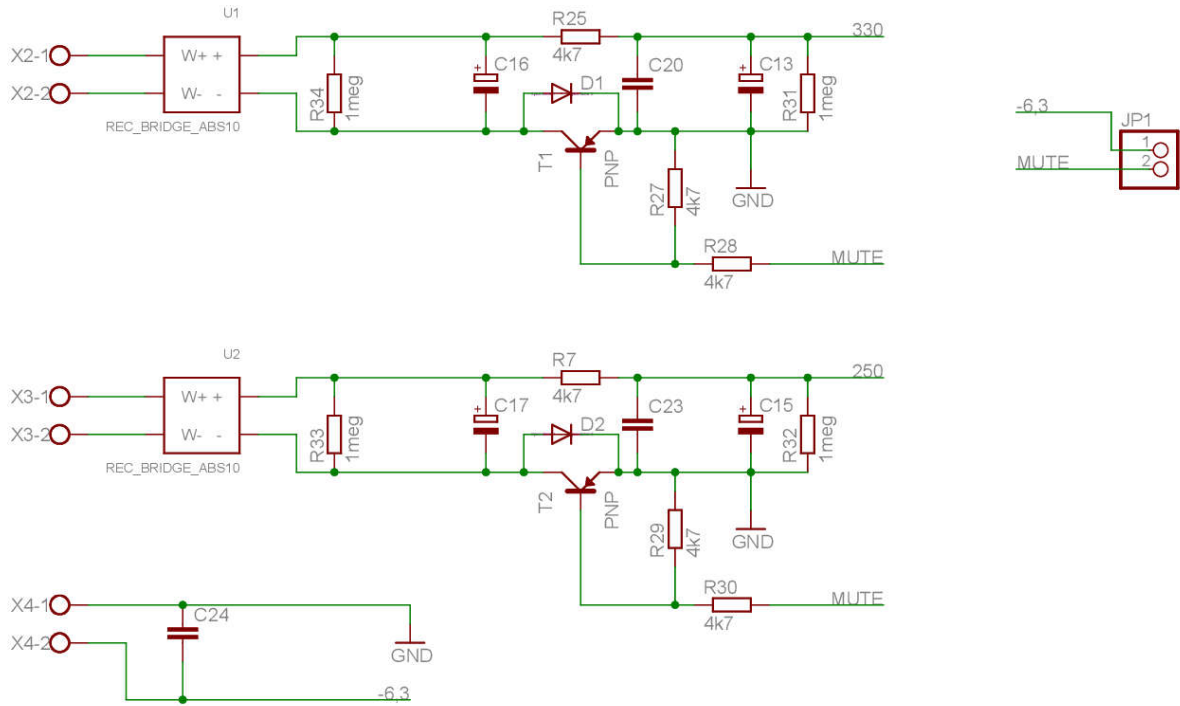 U1
R25
330
X2-1
W+ +
4k7
C16
C20
C13
D1
X2-2
W- -
R34
1meg
R31
1meg
-6,3
JP1
REC_BRIDGE_ABS10
1
T1
PNP
MUTE
2
R27
4k7
GND
R28
MUTE
4k7
U2
R7
250
X3-1
W+ +
4k7
C17
C23
C15
D2
X3-2
W- -
R33
1meg
R32
1meg
REC_BRIDGE_ABS10
T2
PNP
R29
4k7
GND
R30
MUTE
4k7
X4-1
C24
X4-2
GND
-6,3